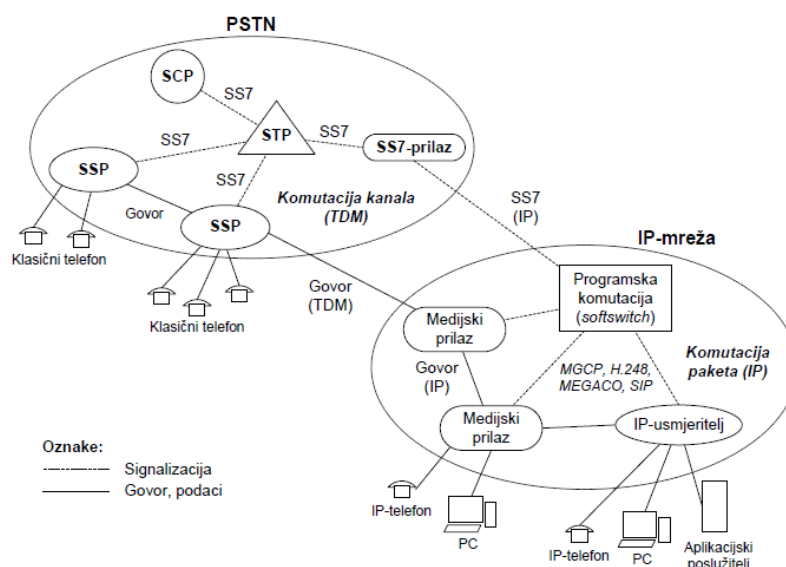 PSTN
SCP
SS7
STP
SS7
SS7
SS7-prilaz
SSP
SS7
Komutacija kanala
(TDM)
Govor
SSP
SS7
(IP)
Klasični telefon
Klasični telefon
Govor
(TDM)
IP-mreža
Programska
komutacija
(softswitch)
Medijski
prilaz
Govor
(IP)
MGCP, H.248,
MEGACO, SIP
Komutacija
paketa (IP)
Medijski
prilaz
IP-usmjeritelj
Oznake:
Signalizacija
Govor, podaci
IP-telefon
PC
IP-telefon
PC
Aplikacijski
poslužitelj